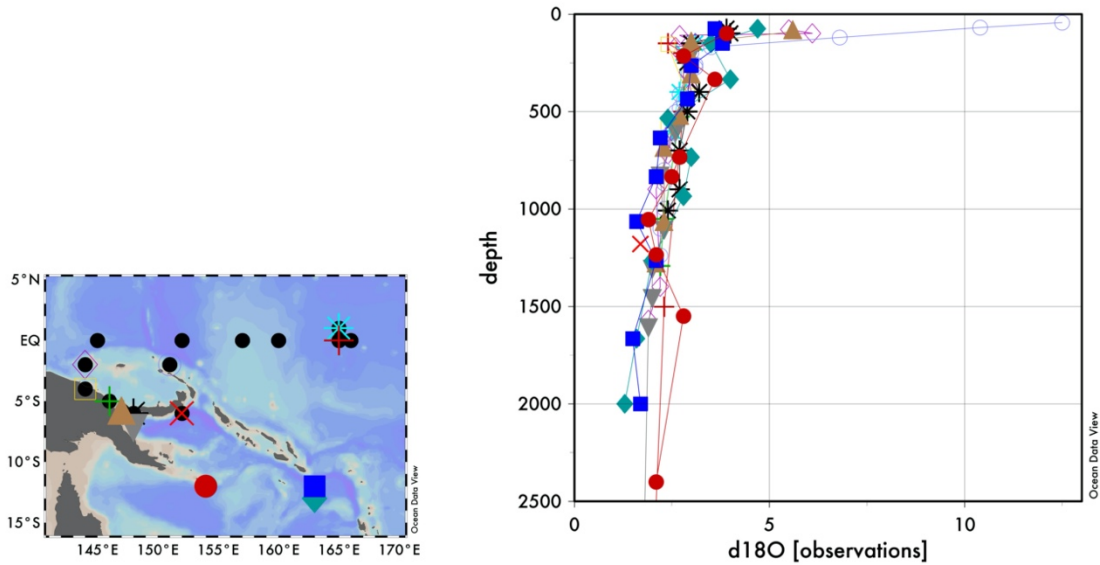 5°N
EQ
5°S
10°S
15°S
145°E 150°E 155°E 160°E 165°E 170°E
Ocean Data View
0
500
1000
1500
2000
2500
depth
0 5 10
d18O [observations]
Ocean Data View